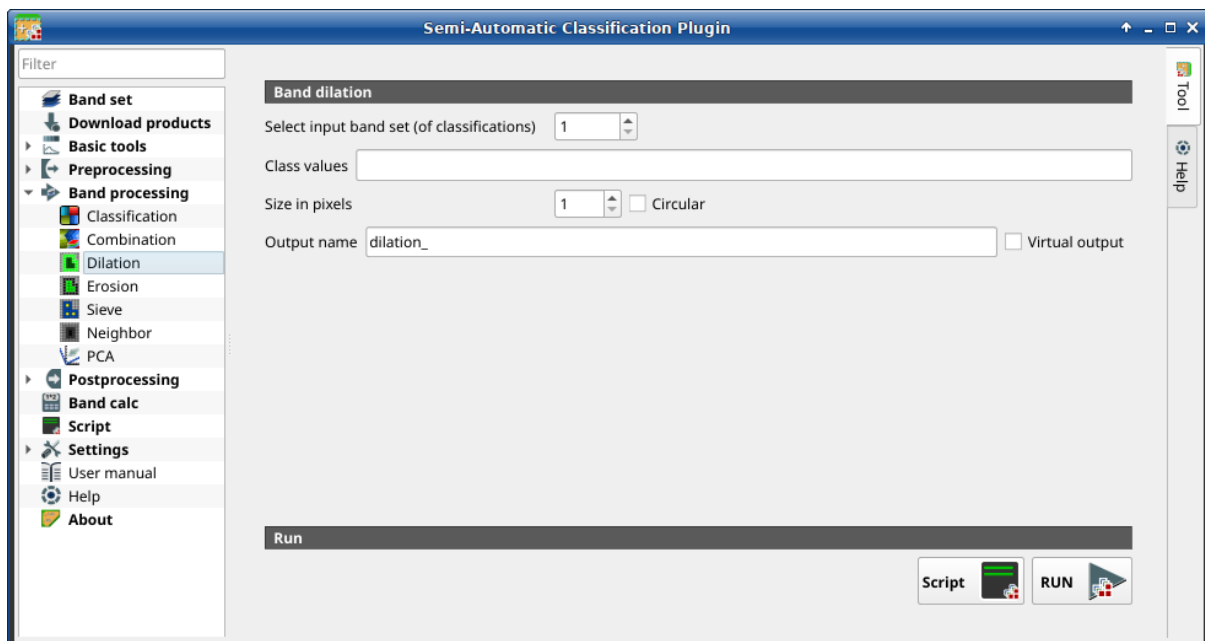 Semi-Automatic Classification Plugin
Filter
Band set
Download products
Basic tools
Preprocessing
Band processing
Classification
Combination
Dilation
Erosion
Sieve
Neighbor
PCA
Postprocessing
Band calc
Script
Settings
User manual
Help
About
Band dilation
Select input band set (of classifications) 1
Class values
Size in pixels 1 Circular
Output name dilation_ Virtual output
Run
Script RUN
Tool
Help